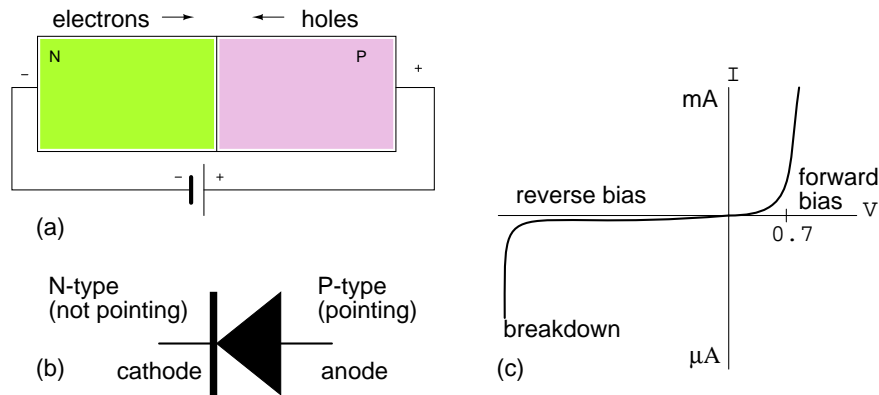 electrons → ← holes
N P
− +
− +
(a)
N-type P-type
(not pointing) (pointing)
(b) cathode anode
I
mA
reverse bias forward
bias V
0.7
breakdown
μA
(c)